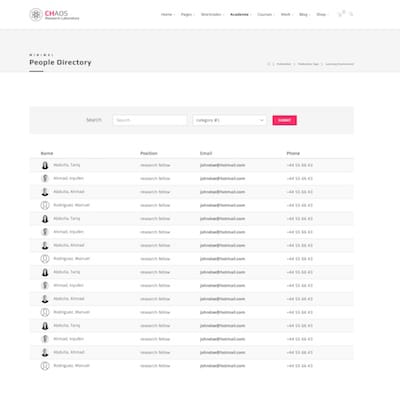 CHAOS
Research Laboratory
Home Pages Shortcodes Academia Courses Work Blog Shop
MINIMAL
People Directory
Search Search... category #1 SUBMIT
Name Position Email Phone
Abdulla, Tariq research fellow johndoe@hotmail.com +44 55 66 43
Ahmad, Irquden research fellow johndoe@hotmail.com +44 55 66 43
Abdulla, Ahmad research fellow johndoe@hotmail.com +44 55 66 43
Rodriguez, Manuel research fellow johndoe@hotmail.com +44 55 66 43
Abdulla, Tariq research fellow johndoe@hotmail.com +44 55 66 43
Ahmad, research fellow johndoe@hotmail.com +44 55 66 43
Abdulla, Ahmad research fellow johndoe@hotmail.com +44 55 66 43
Rodriguez, Manuel research fellow johndoe@hotmail.com +44 55 66 43
Abdulla, Tariq research fellow johndoe@hotmail.com +44 55 66 43
Ahmad, research fellow johndoe@hotmail.com +44 55 66 43
Abdulla, Ahmad research fellow johndoe@hotmail.com +44 55 66 43
Rodriguez, Manuel research fellow johndoe@hotmail.com +44 55 66 43
Abdulla, Tariq research fellow johndoe@hotmail.com +44 55 66 43
Ahmad, research fellow johndoe@hotmail.com +44 55 66 43
Abdulla, Ahmad research fellow johndoe@hotmail.com +44 55 66 43
Rodriguez, Manuel research fellow johndoe@hotmail.com +44 55 66 43